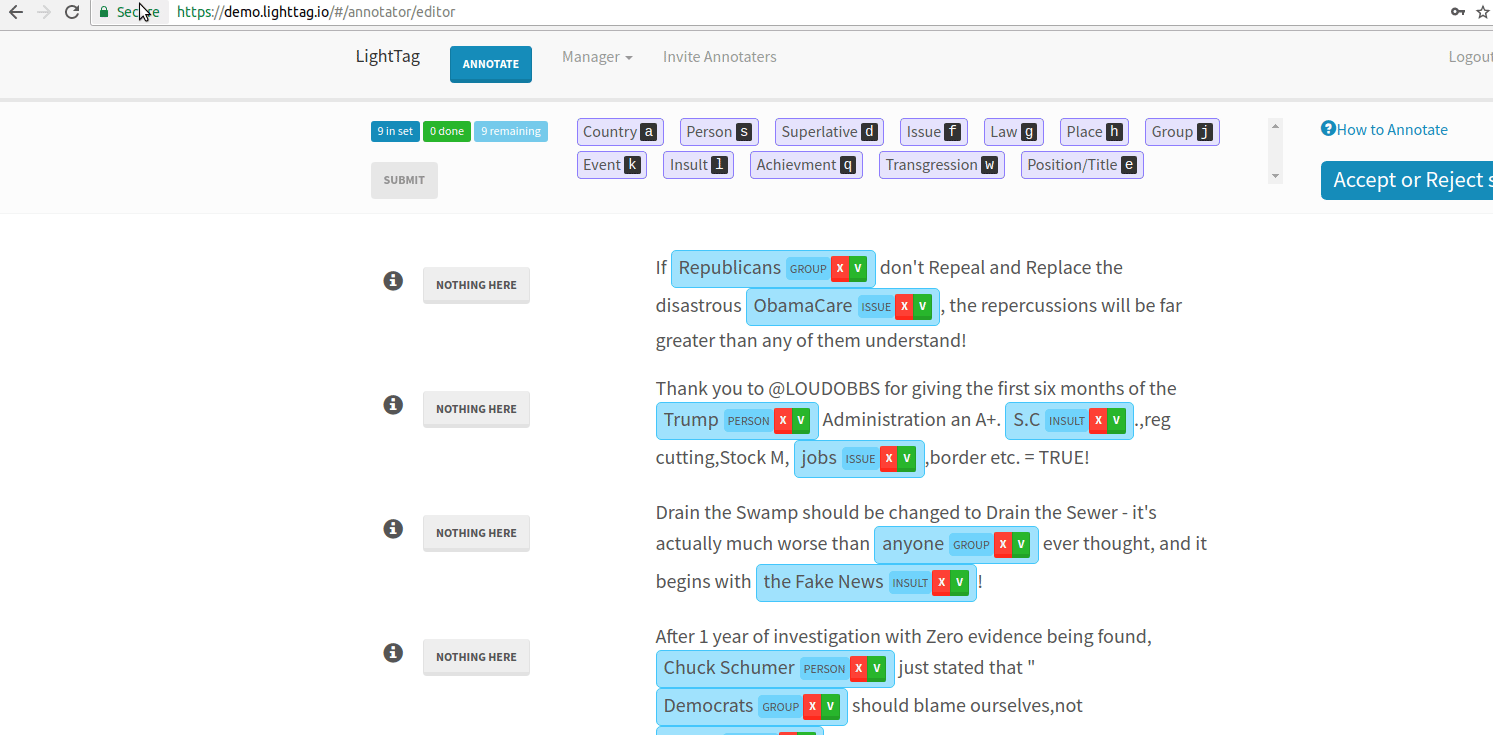 Secure https://demo.lighttag.io/#/annotator/editor
LightTag ANNOTATE Manager Invite Annotaters Logout
9 in set 0 done 9 remaining Country a Person s Superlative d Issue f Law g Place h Group j How to Annotate
Event k Insult l Achievment q Transgression w Position/Title e
SUBMIT Accept or Reject s
NOTHING HERE If Republicans GROUP X V don't Repeal and Replace the
disastrous ObamaCare ISSUE X V , the repercussions will be far
greater than any of them understand!
NOTHING HERE Thank you to @LOUDOBBS for giving the first six months of the
Trump PERSON X V Administration an A+. S.C INSULT X V .,reg
cutting,Stock M, jobs ISSUE X V ,border etc. = TRUE!
NOTHING HERE Drain the Swamp should be changed to Drain the Sewer - it's
actually much worse than anyone GROUP X V ever thought, and it
begins with the Fake News INSULT X V !
NOTHING HERE After 1 year of investigation with Zero evidence being found,
Chuck Schumer PERSON X V just stated that "
Democrats GROUP X V should blame ourselves,not